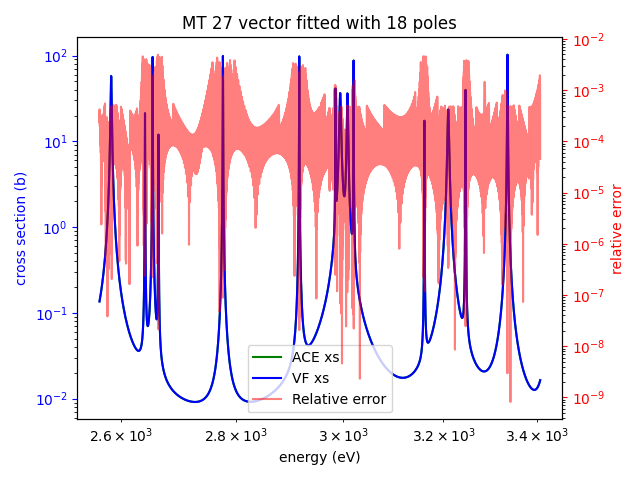 MT 27 vector fitted with 18 poles
10²
10¹
10⁰
10⁻¹
10⁻²
cross section (b)
10⁻²
10⁻³
10⁻⁴
10⁻⁵
10⁻⁶
10⁻⁷
10⁻⁸
10⁻⁹
relative error
ACE xs
VF xs
Relative error
2.6 × 10³ 2.8 × 10³ 3 × 10³ 3.2 × 10³ 3.4 × 10³
energy (eV)